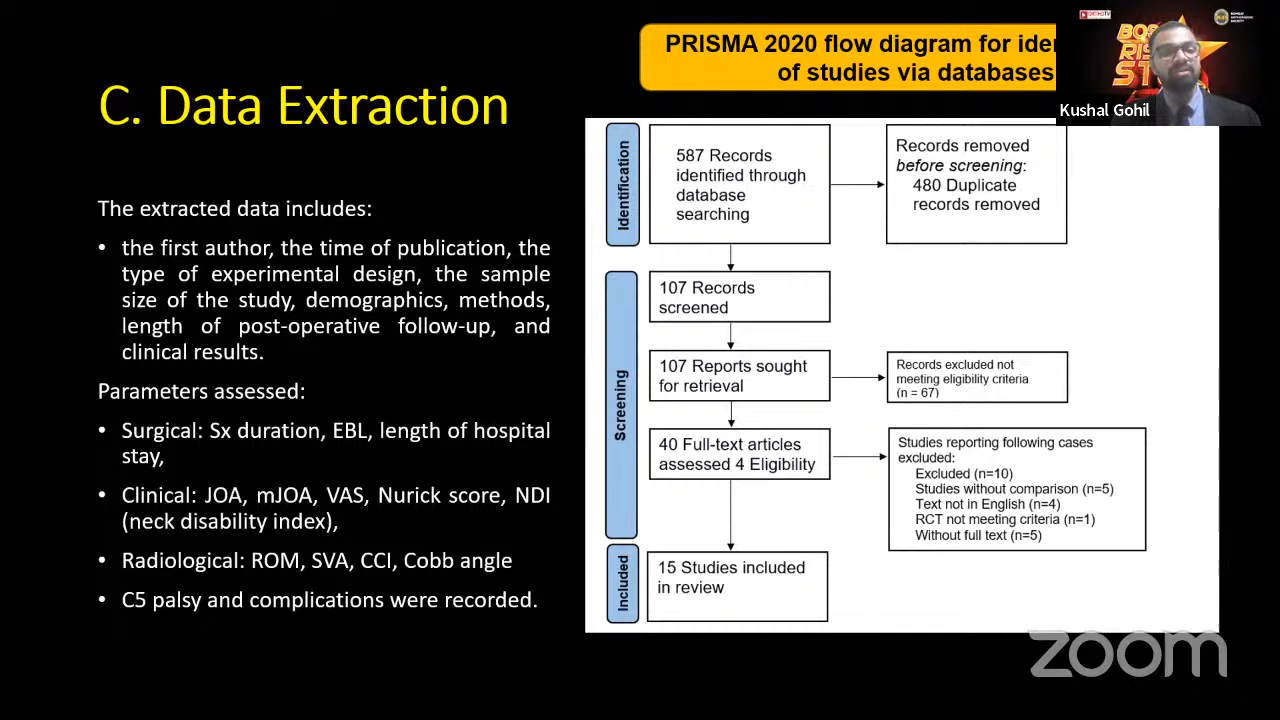 C. Data Extraction
The extracted data includes:
• the first author, the time of publication, the
type of experimental design, the sample
size of the study, demographics, methods,
length of post-operative follow-up, and
clinical results.
Parameters assessed:
• Surgical: Sx duration, EBL, length of hospital
stay,
• Clinical: JOA, mJOA, VAS, Nurick score, NDI
(neck disability index),
• Radiological: ROM, SVA, CCI, Cobb angle
• C5 palsy and complications were recorded.
PRISMA 2020 flow diagram for
of studies via databases
Kushal Gohil
Identification
587 Records
identified through
database
searching
Records removed
before screening:
480 Duplicate
records removed
Screening
107 Records
screened
107 Reports sought
for retrieval
Records excluded not
meeting eligibility criteria
(n = 67)
40 Full-text articles
assessed 4 Eligibility
Studies reporting following cases
excluded:
Excluded (n=10)
Studies without comparison (n=5)
Text not in English (n=4)
RCT not meeting criteria (n=1)
Without full text (n=5)
Included
15 Studies included
in review
zoom